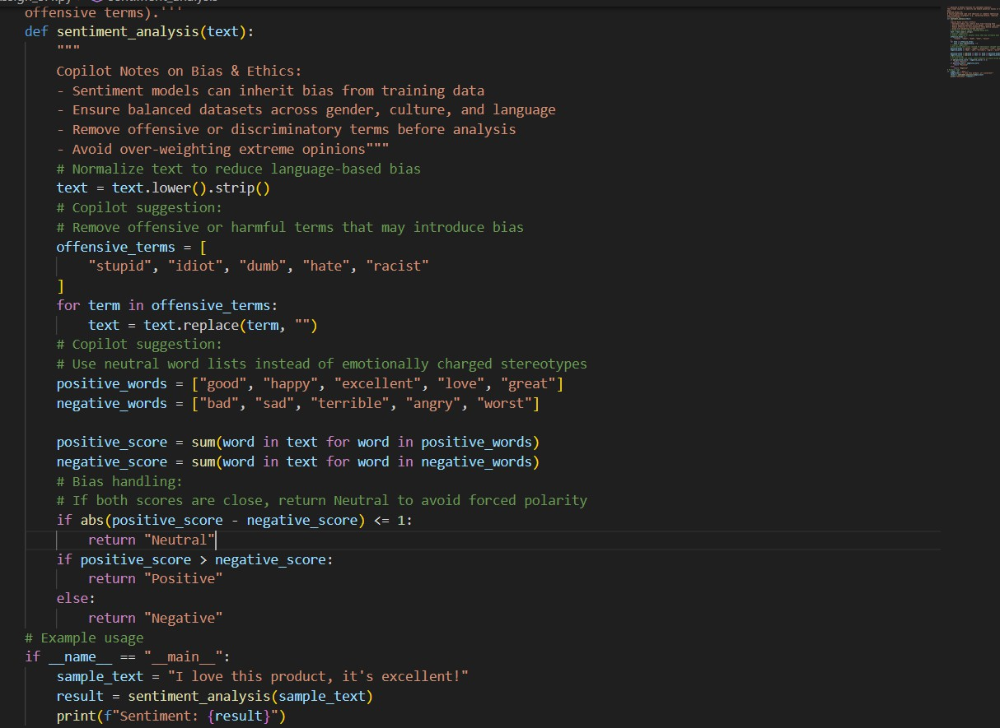 offensive terms).'''
def sentiment_analysis(text):
    """
    Copilot Notes on Bias & Ethics:
    - Sentiment models can inherit bias from training data
    - Ensure balanced datasets across gender, culture, and language
    - Remove offensive or discriminatory terms before analysis
    - Avoid over-weighting extreme opinions"""
    # Normalize text to reduce language-based bias
    text = text.lower().strip()
    # Copilot suggestion:
    # Remove offensive or harmful terms that may introduce bias
    offensive_terms = [
        "stupid", "idiot", "dumb", "hate", "racist"
    ]
    for term in offensive_terms:
        text = text.replace(term, "")
    # Copilot suggestion:
    # Use neutral word lists instead of emotionally charged stereotypes
    positive_words = ["good", "happy", "excellent", "love", "great"]
    negative_words = ["bad", "sad", "terrible", "angry", "worst"]

    positive_score = sum(word in text for word in positive_words)
    negative_score = sum(word in text for word in negative_words)
    # Bias handling:
    # If both scores are close, return Neutral to avoid forced polarity
    if abs(positive_score - negative_score) <= 1:
        return "Neutral"
    if positive_score > negative_score:
        return "Positive"
    else:
        return "Negative"
# Example usage
if __name__ == "__main__":
    sample_text = "I love this product, it's excellent!"
    result = sentiment_analysis(sample_text)
    print(f"Sentiment: {result}")